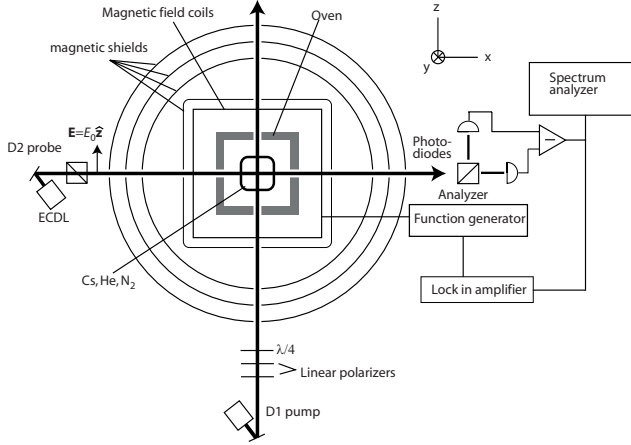 Magnetic field coils
Oven
magnetic shields
z
y
x
Spectrum
analyzer
E=E₀ẑ
D2 probe
ECDL
Photo-
diodes
Analyzer
Function generator
Cs, He, N₂
Lock in amplifier
λ/4
Linear polarizers
D1 pump